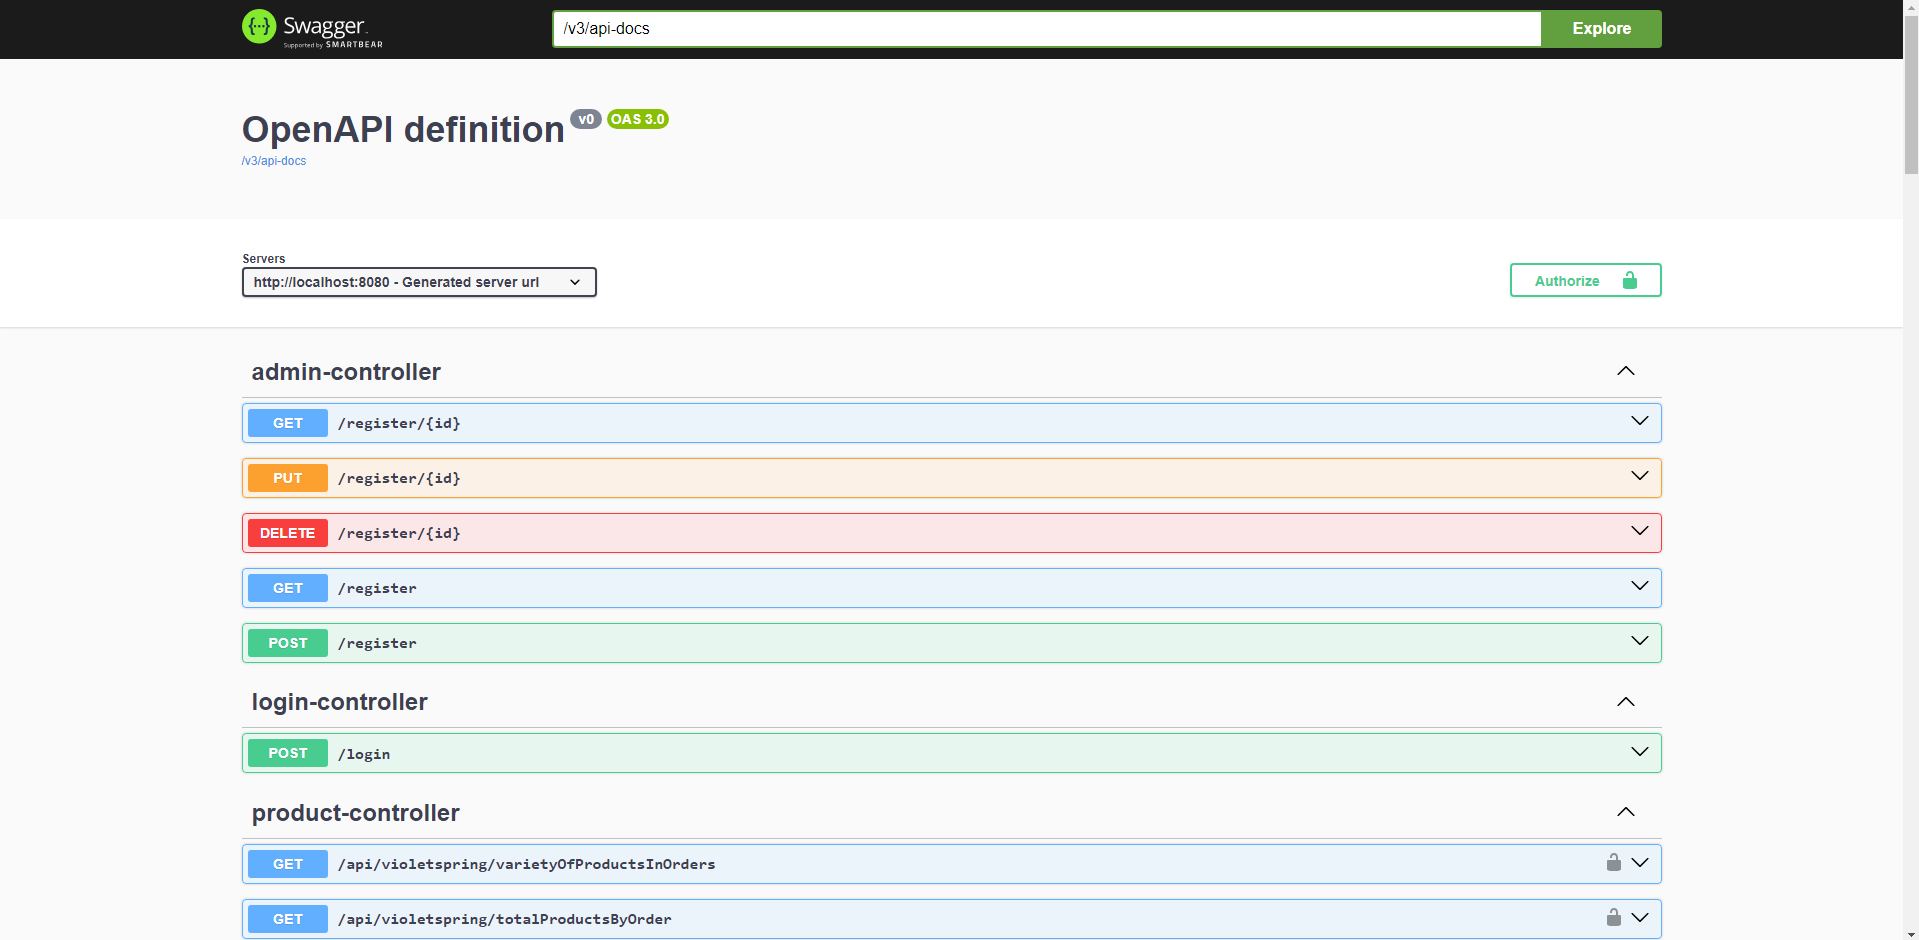 Swagger
Supported by SMARTBEAR
/v3/api-docs
Explore
OpenAPI definition v0 OAS 3.0
/v3/api-docs
Servers
http://localhost:8080 - Generated server url
Authorize
admin-controller
GET /register/{id}
PUT /register/{id}
DELETE /register/{id}
GET /register
POST /register
login-controller
POST /login
product-controller
GET /api/violetspring/varietyOfProductsInOrders
GET /api/violetspring/totalProductsByOrder